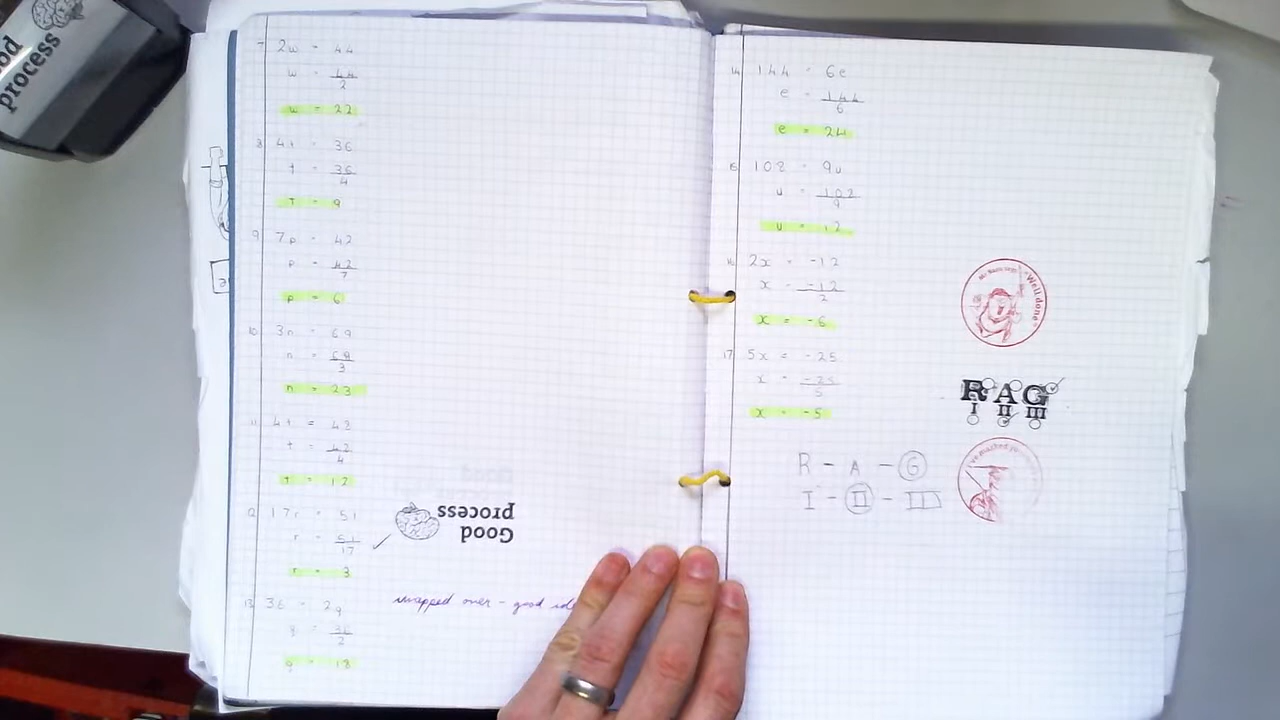 ood
process
7 2w = 44
w = 44
2
w = 22
8 4t = 36
t = 36
4
T = 9
9 7p = 42
p = 42
7
p = 6
10 3n = 69
n = 69
3
n = 23
11 4t = 48
t = 48
4
t = 12
12 17r = 51
r = 51
17
r = 3
Good
process
13 36 = 2g
swapped over - good
g = 36
2
g = 18
14 144 = 6e
e = 144
6
e = 24
15 108 = 9u
u = 108
9
u = 12
16 2x = -12
x = -12
2
x = -6
"Well done"
17 5x = -25
x = -25
5
x = -5
R A G
I II III
R - A - G
I - II - III